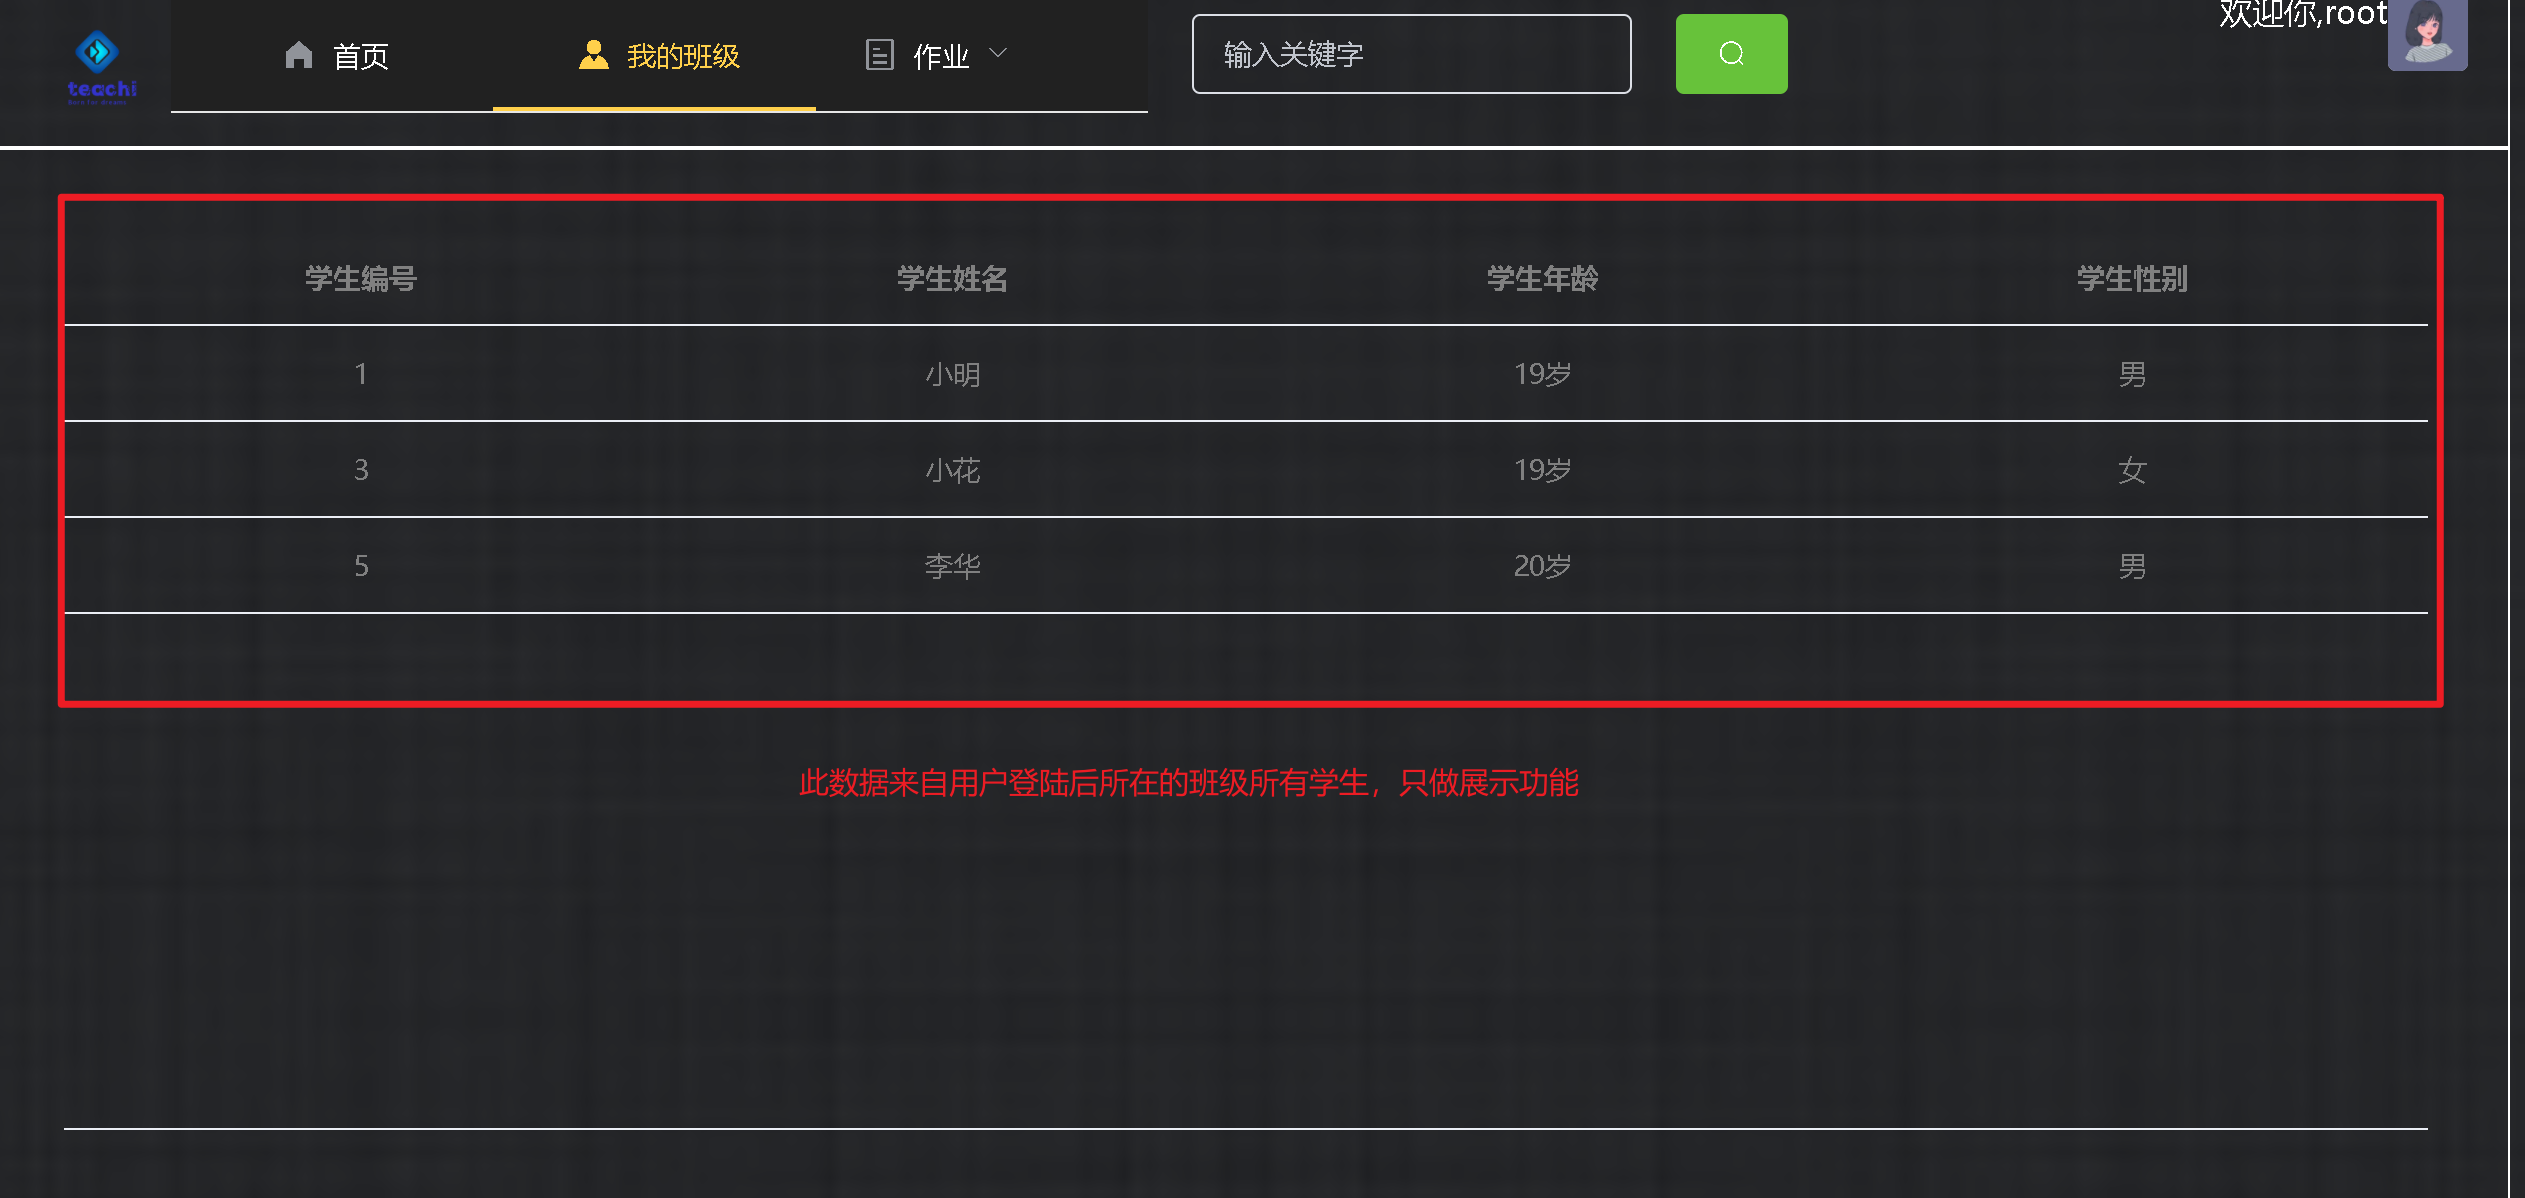 teachi
首页
我的班级
作业
输入关键字
欢迎你,root
学生编号 学生姓名 学生年龄 学生性别
1 小明 19岁 男
3 小花 19岁 女
5 李华 20岁 男
此数据来自用户登陆后所在的班级所有学生，只做展示功能